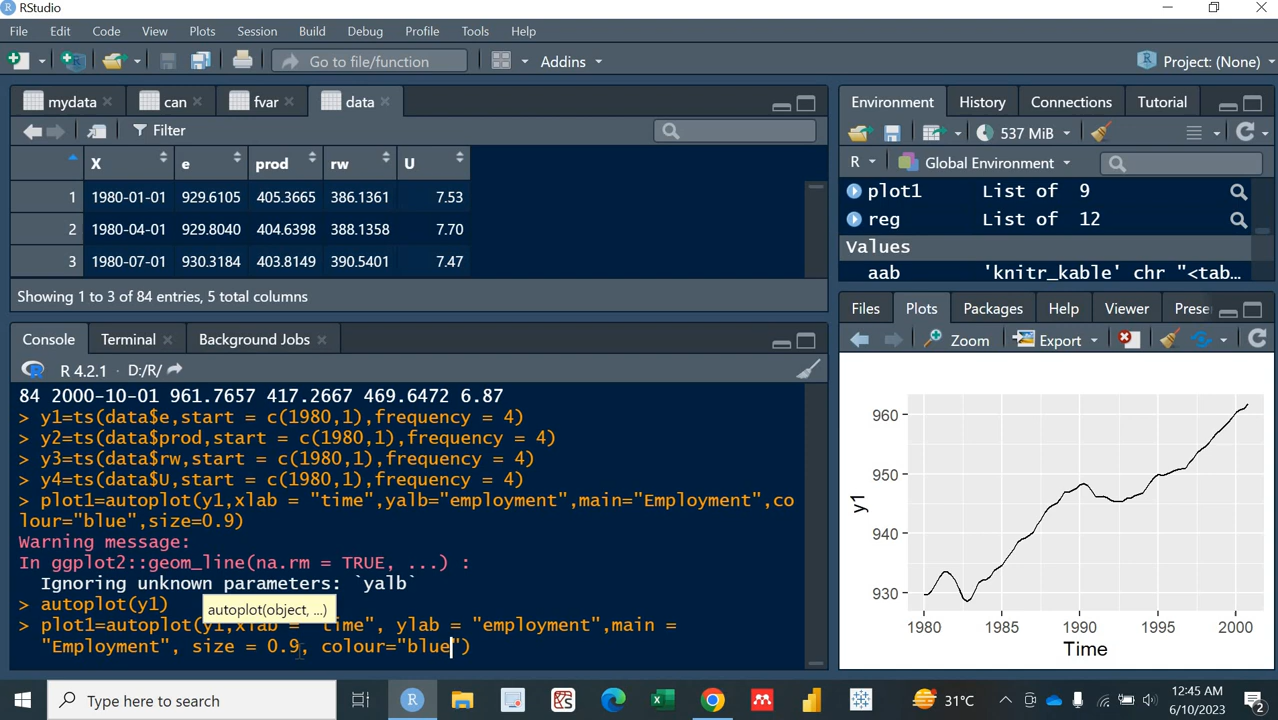 RStudio
File Edit Code View Plots Session Build Debug Profile Tools Help
Go to file/function Addins Project: (None)
mydata can fvar data
Filter
X e prod rw U
1 1980-01-01 929.6105 405.3665 386.1361 7.53
2 1980-04-01 929.8040 404.6398 388.1358 7.70
3 1980-07-01 930.3184 403.8149 390.5401 7.47
Showing 1 to 3 of 84 entries, 5 total columns
Console Terminal Background Jobs
R 4.2.1 · D:/R/
84 2000-10-01 961.7657 417.2667 469.6472 6.87
> y1=ts(data$e,start = c(1980,1),frequency = 4)
> y2=ts(data$prod,start = c(1980,1),frequency = 4)
> y3=ts(data$rw,start = c(1980,1),frequency = 4)
> y4=ts(data$U,start = c(1980,1),frequency = 4)
> plot1=autoplot(y1,xlab = "time",yalb="employment",main="Employment",co
lour="blue",size=0.9)
Warning message:
In ggplot2::geom_line(na.rm = TRUE, ...) :
Ignoring unknown parameters: `yalb`
> autoplot(y1)
autoplot(object, ...)
> plot1=autoplot(y1,xlab = "time", ylab = "employment",main =
"Employment", size = 0.9, colour="blue")
Environment History Connections Tutorial
537 MiB
R Global Environment
plot1 List of 9
reg List of 12
Values
aab 'knitr_kable' chr "<tab…
Files Plots Packages Help Viewer Prese
Zoom Export
960
950
940
930
y1
1980 1985 1990 1995 2000
Time
Type here to search
31°C
12:45 AM
6/10/2023
2